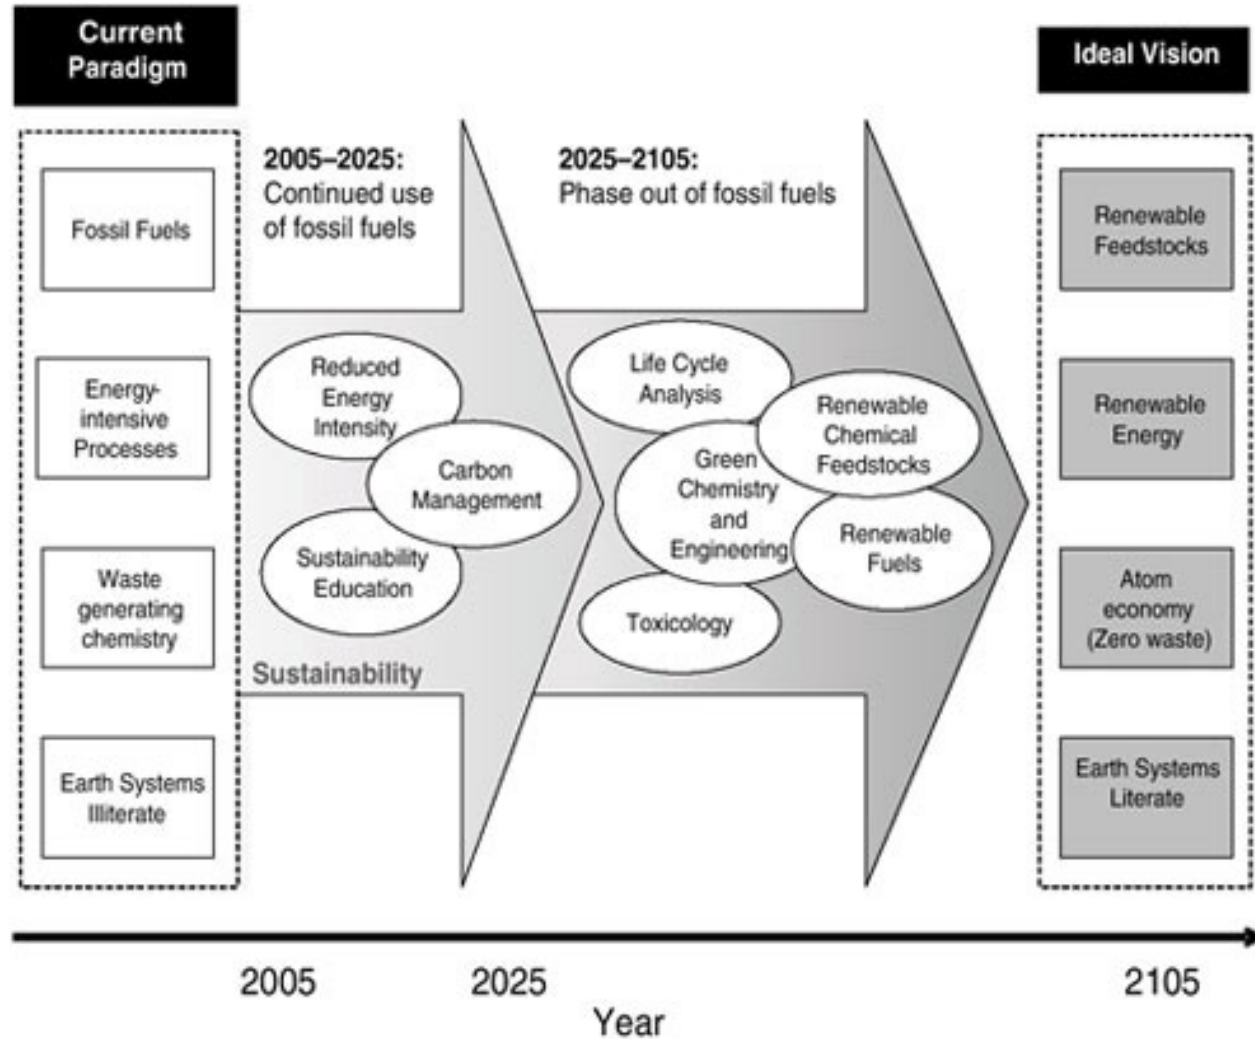 Current
Paradigm
Fossil Fuels
Energy-
intensive
Processes
Waste
generating
chemistry
Earth Systems
Illiterate
2005–2025:
Continued use
of fossil fuels
Reduced
Energy
Intensity
Carbon
Management
Sustainability
Education
Sustainability
2025–2105:
Phase out of fossil fuels
Life Cycle
Analysis
Renewable
Chemical
Feedstocks
Green
Chemistry
and
Engineering
Renewable
Fuels
Toxicology
Ideal Vision
Renewable
Feedstocks
Renewable
Energy
Atom
economy
(Zero waste)
Earth Systems
Literate
2005
2025
2105
Year